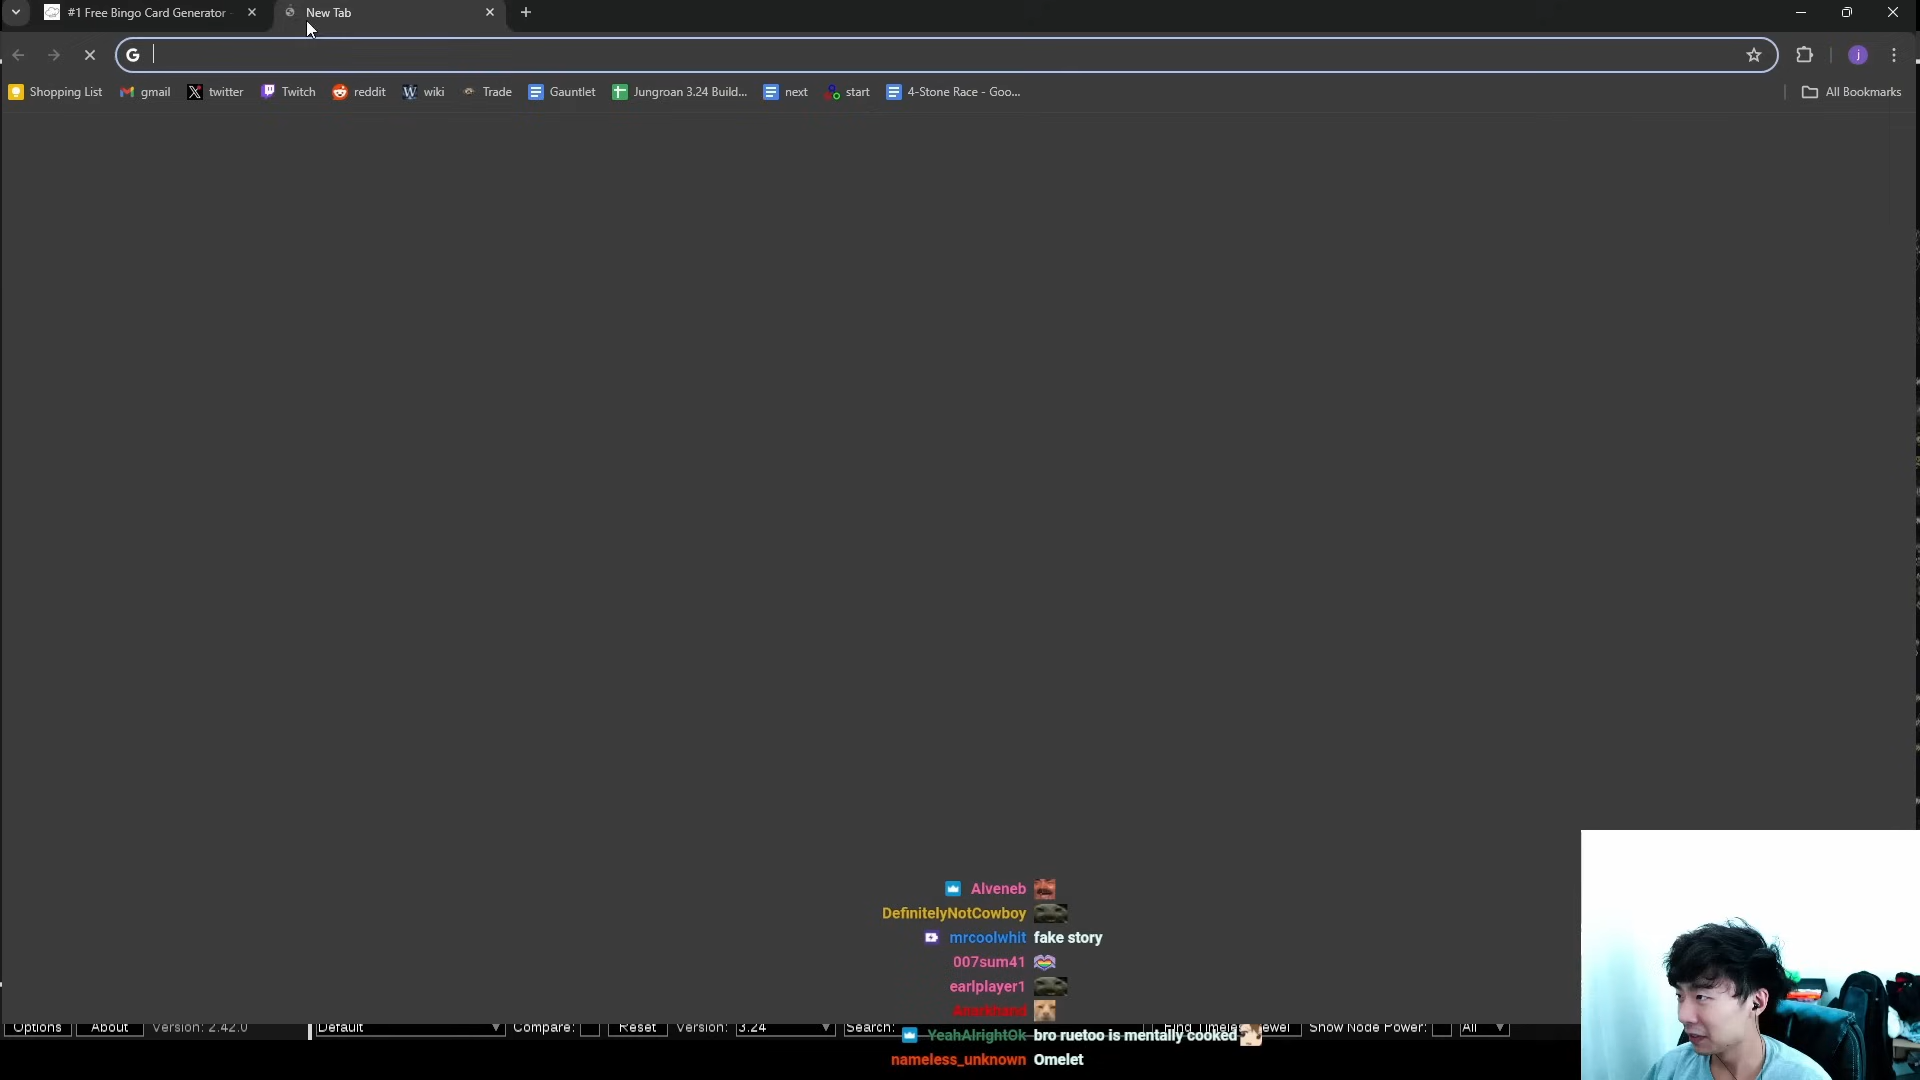 #1 Free Bingo Card Generator
New Tab
Shopping List gmail twitter Twitch reddit wiki Trade Gauntlet Jungroan 3.24 Build... next start 4-Stone Race - Goo... All Bookmarks
j
Alveneb
DefinitelyNotCowboy
mrcoolwhit fake story
007sum41
earlplayer1
YeahAlrightOk bro ruetoo is mentally cooked
nameless_unknown Omelet
Options About Version: 2.42.0 Default Compare: Reset Version: 3.24 Search: Find Timeless Jewel Show Node Power: All